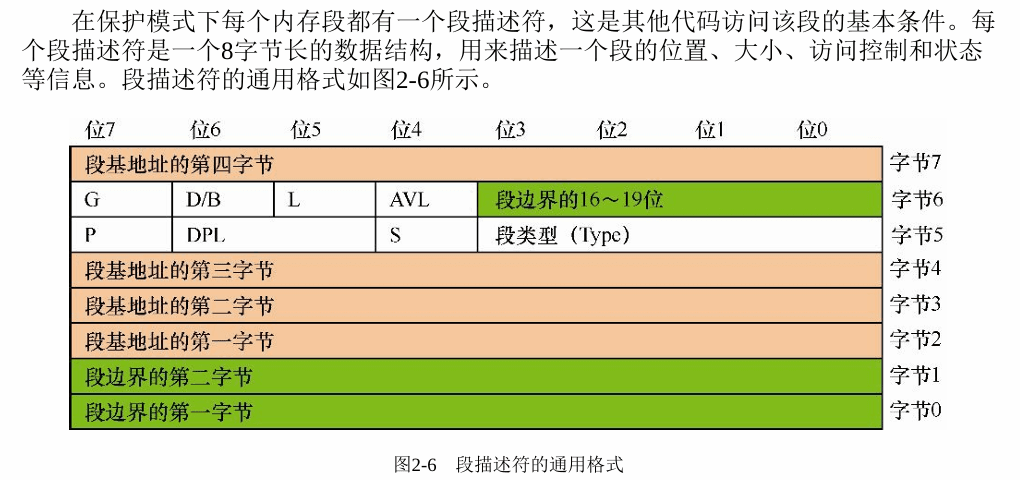 在保护模式下每个内存段都有一个段描述符，这是其他代码访问该段的基本条件。每
个段描述符是一个8字节长的数据结构，用来描述一个段的位置、大小、访问控制和状态
等信息。段描述符的通用格式如图2-6所示。
位7 位6 位5 位4 位3 位2 位1 位0
段基地址的第四字节 字节7
G D/B L AVL 段边界的16～19位 字节6
P DPL S 段类型（Type） 字节5
段基地址的第三字节 字节4
段基地址的第二字节 字节3
段基地址的第一字节 字节2
段边界的第二字节 字节1
段边界的第一字节 字节0
图2-6 段描述符的通用格式